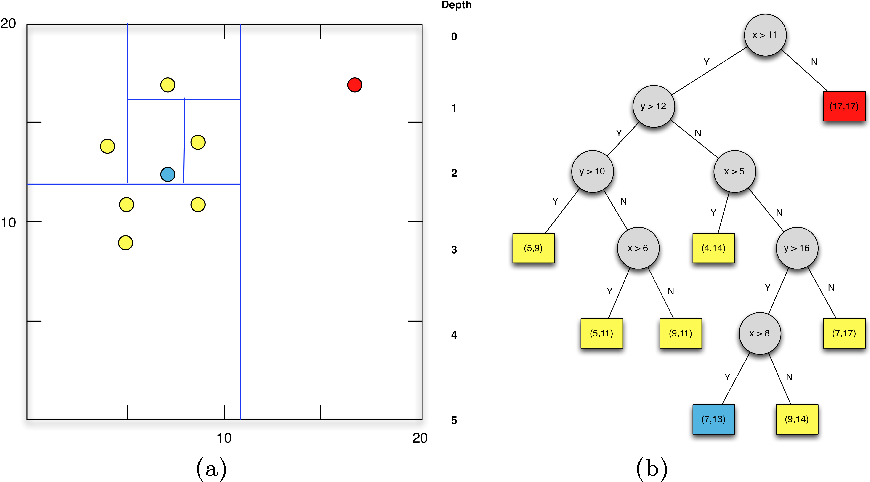 20
10
10
20
(a)
Depth
0
1
2
3
4
5
x > 11
Y
N
y > 12
(17,17)
Y
N
y > 10
x > 5
Y
N
Y
N
(5,9)
x > 6
(4,14)
y > 16
Y
N
Y
N
(5,11)
(9,11)
x > 8
(7,17)
Y
N
(7,13)
(9,14)
(b)